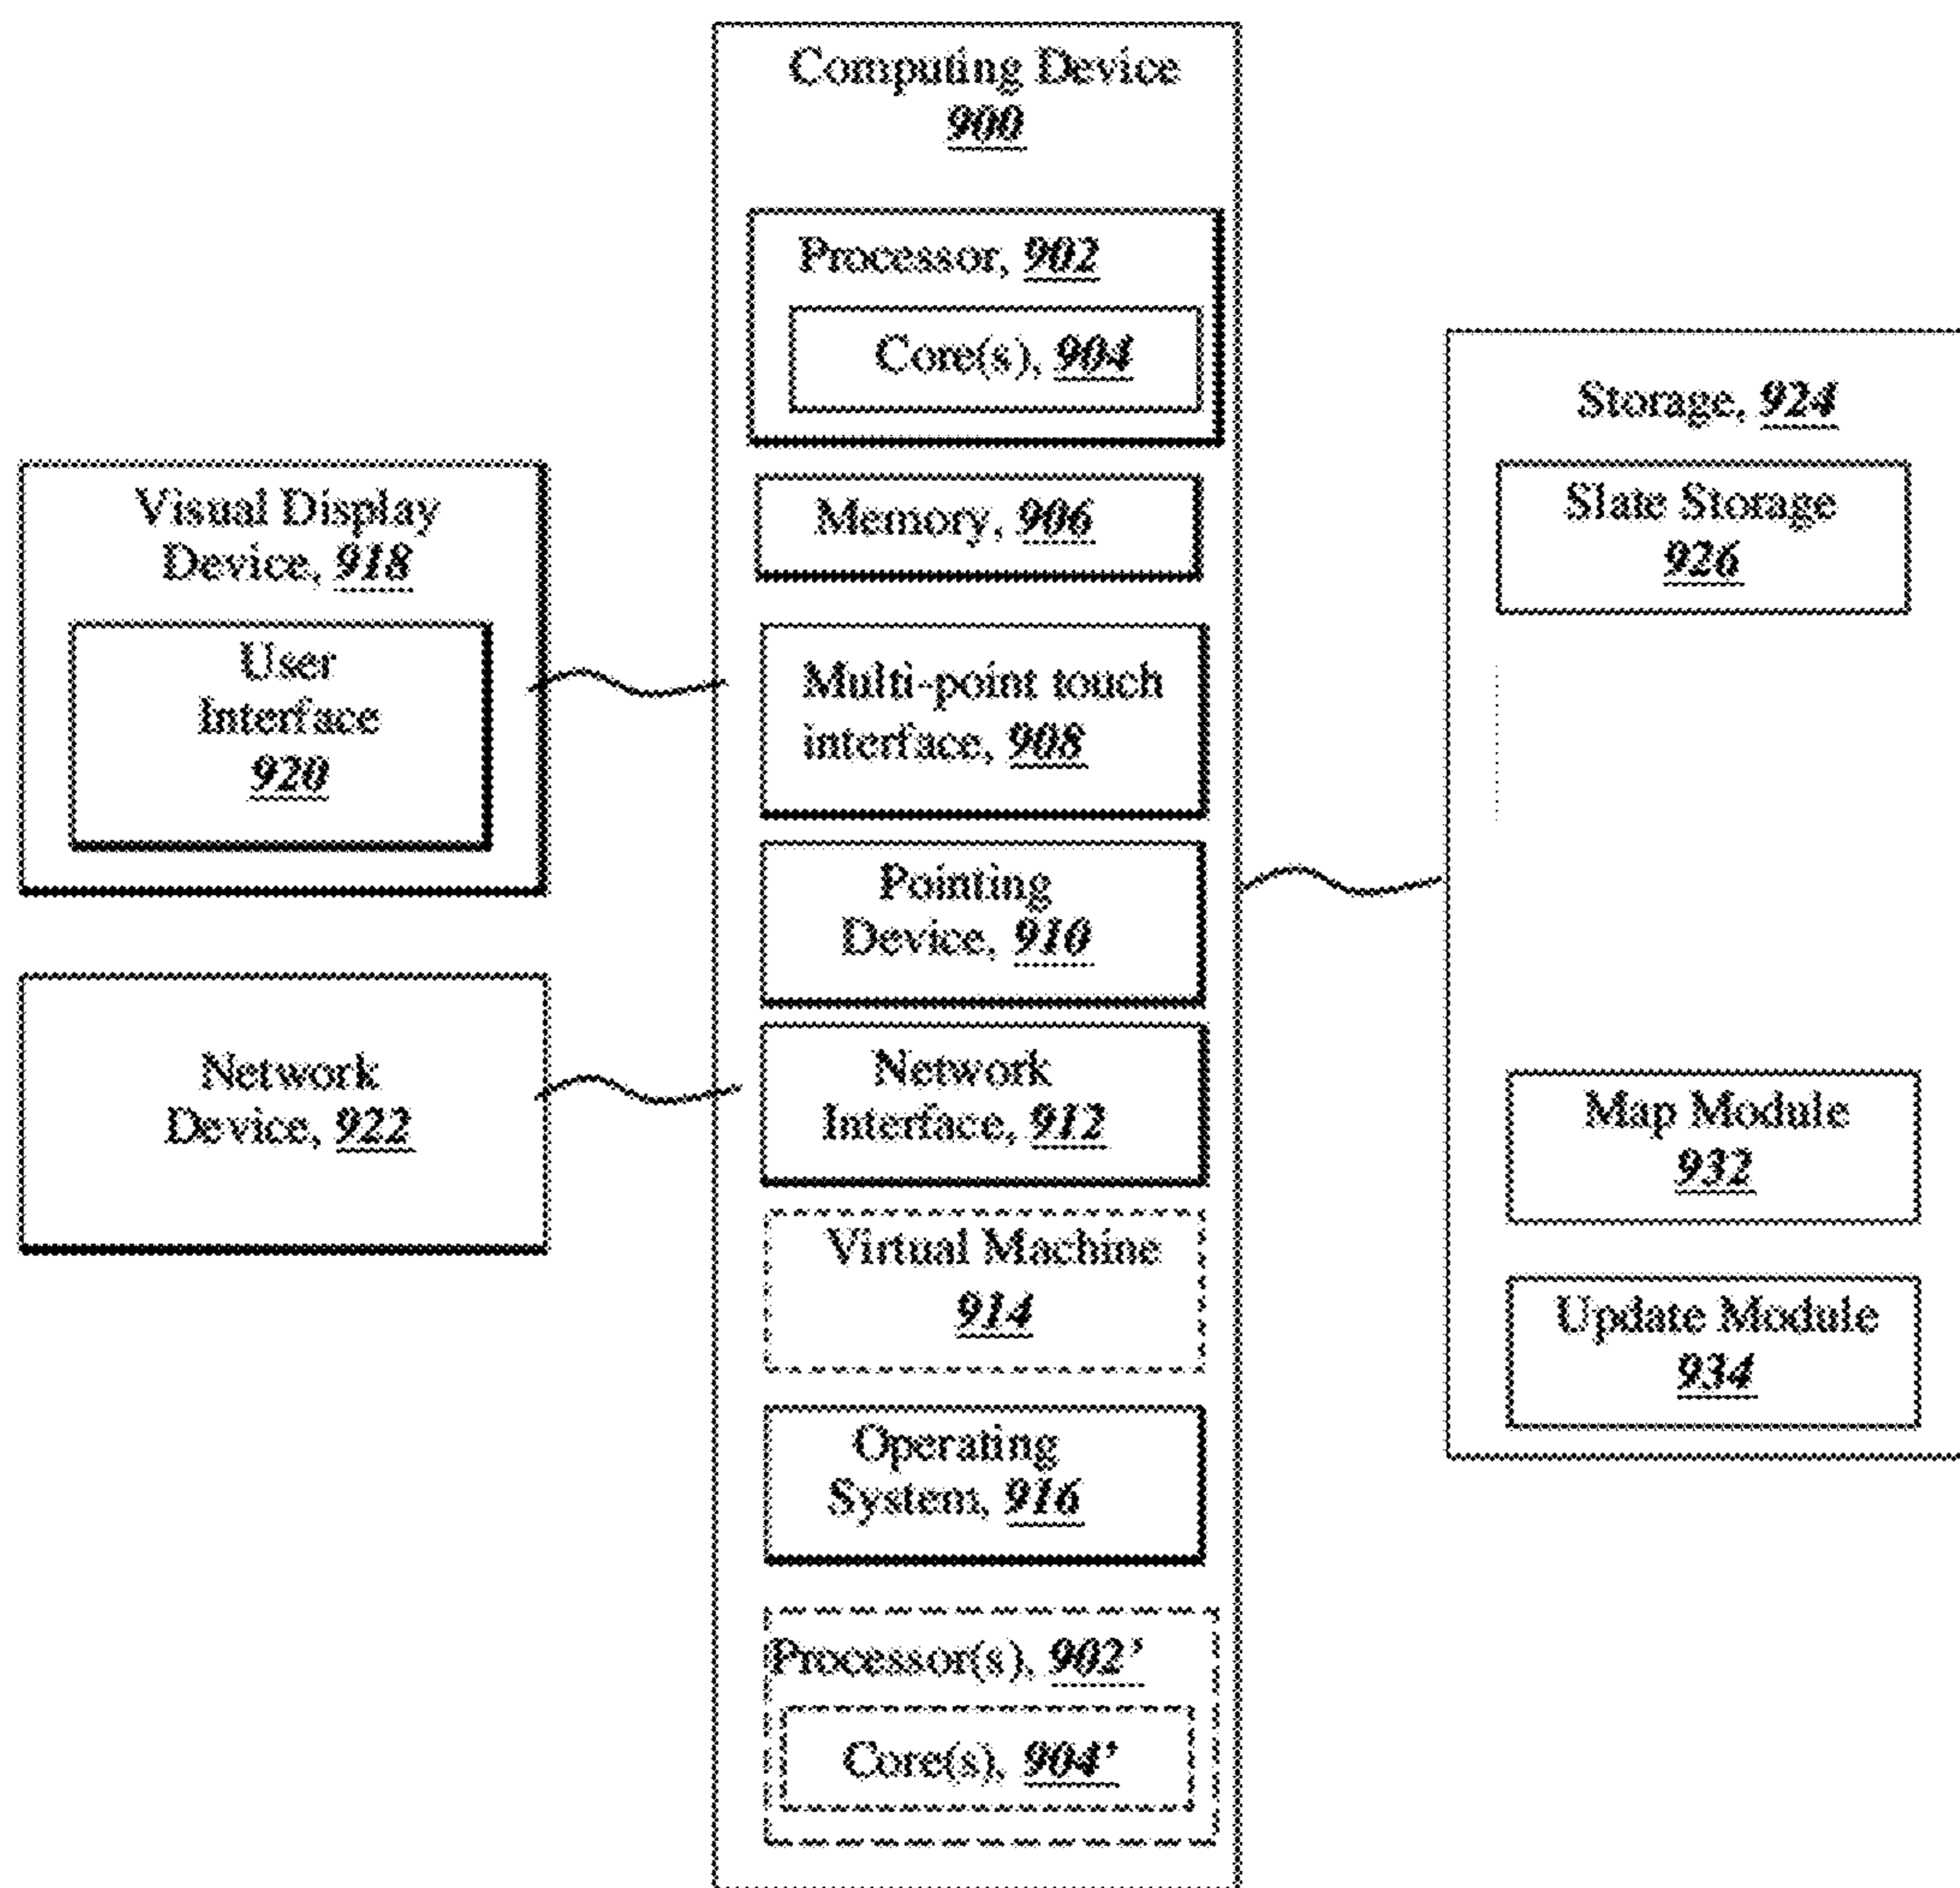 Computing Device
900
Processor, 902
Core(s), 904
Memory, 906
Multi-point touch
interface, 908
Pointing
Device, 910
Network
Interface, 912
Virtual Machine
914
Operating
System, 916
Processor(s), 902’
Core(s), 904’
Visual Display
Device, 918
User
Interface
920
Network
Device, 922
Storage, 924
Slate Storage
926
Map Module
932
Update Module
934